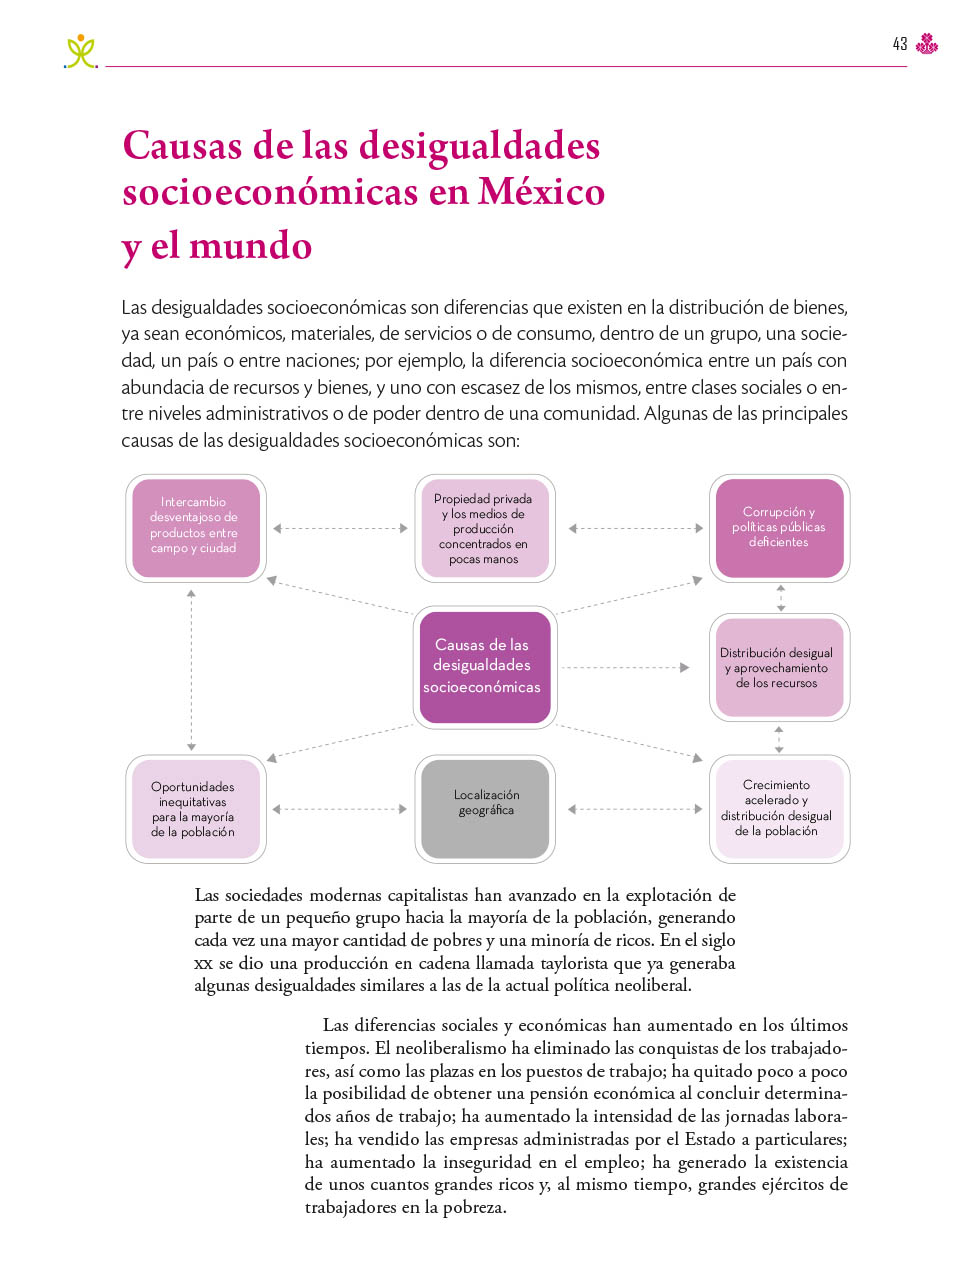 43
Causas de las desigualdades
socioeconómicas en México
y el mundo
Las desigualdades socioeconómicas son diferencias que existen en la distribución de bienes,
ya sean económicos, materiales, de servicios o de consumo, dentro de un grupo, una socie-
dad, un país o entre naciones; por ejemplo, la diferencia socioeconómica entre un país con
abundacia de recursos y bienes, y uno con escasez de los mismos, entre clases sociales o en-
tre niveles administrativos o de poder dentro de una comunidad. Algunas de las principales
causas de las desigualdades socioeconómicas son:
Intercambio
desventajoso de
productos entre
campo y ciudad
Propiedad privada
y los medios de
producción
concentrados en
pocas manos
Corrupción y
políticas públicas
deficientes
Causas de las
desigualdades
socioeconómicas
Distribución desigual
y aprovechamiento
de los recursos
Oportunidades
inequitativas
para la mayoría
de la población
Localización
geográfica
Crecimiento
acelerado y
distribución desigual
de la población
Las sociedades modernas capitalistas han avanzado en la explotación de
parte de un pequeño grupo hacia la mayoría de la población, generando
cada vez una mayor cantidad de pobres y una minoría de ricos. En el siglo
XX se dio una producción en cadena llamada taylorista que ya generaba
algunas desigualdades similares a las de la actual política neoliberal.
Las diferencias sociales y económicas han aumentado en los últimos
tiempos. El neoliberalismo ha eliminado las conquistas de los trabajado-
res, así como las plazas en los puestos de trabajo; ha quitado poco a poco
la posibilidad de obtener una pensión económica al concluir determina-
dos años de trabajo; ha aumentado la intensidad de las jornadas labora-
les; ha vendido las empresas administradas por el Estado a particulares;
ha aumentado la inseguridad en el empleo; ha generado la existencia
de unos cuantos grandes ricos y, al mismo tiempo, grandes ejércitos de
trabajadores en la pobreza.